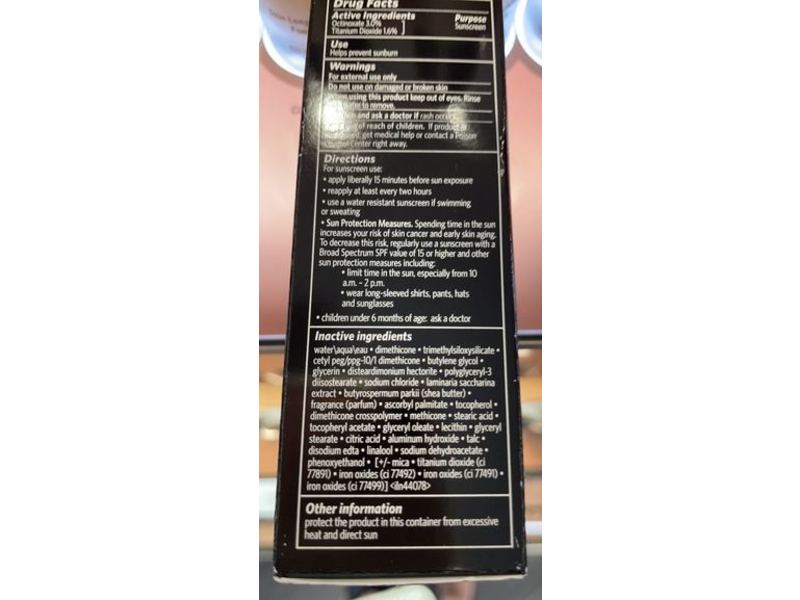 Drug Facts
Active Ingredients Purpose
Octinoxate 3.0% Sunscreen
Titanium Dioxide 1.6%
Use
Helps prevent sunburn
Warnings
For external use only
Do not use on damaged or broken skin
When using this product keep out of eyes. Rinse
water to remove.
and ask a doctor if rash occurs
of reach of children. If product is
get medical help or contact a Poison
Control Center right away.
Directions
For sunscreen use:
• apply liberally 15 minutes before sun exposure
• reapply at least every two hours
• use a water resistant sunscreen if swimming
or sweating
• Sun Protection Measures. Spending time in the sun
increases your risk of skin cancer and early skin aging.
To decrease this risk, regularly use a sunscreen with a
Broad Spectrum SPF value of 15 or higher and other
sun protection measures including:
• limit time in the sun, especially from 10
a.m. – 2 p.m.
• wear long-sleeved shirts, pants, hats
and sunglasses
• children under 6 months of age: ask a doctor
Inactive ingredients
water\aqua\eau • dimethicone • trimethylsiloxysilicate •
cetyl peg/ppg-10/1 dimethicone • butylene glycol •
glycerin • disteardimonium hectorite • polyglyceryl-3
diisostearate • sodium chloride • laminaria saccharina
extract • butyrospermum parkii (shea butter) •
fragrance (parfum) • ascorbyl palmitate • tocopherol •
dimethicone crosspolymer • methicone • stearic acid •
tocopheryl acetate • glyceryl oleate • lecithin • glyceryl
stearate • citric acid • aluminum hydroxide • talc •
disodium edta • linalool • sodium dehydroacetate •
phenoxyethanol • [+/- mica • titanium dioxide (ci
77891) • iron oxides (ci 77492) • iron oxides (ci 77491) •
iron oxides (ci 77499)] <iln44078>
Other information
protect the product in this container from excessive
heat and direct sun